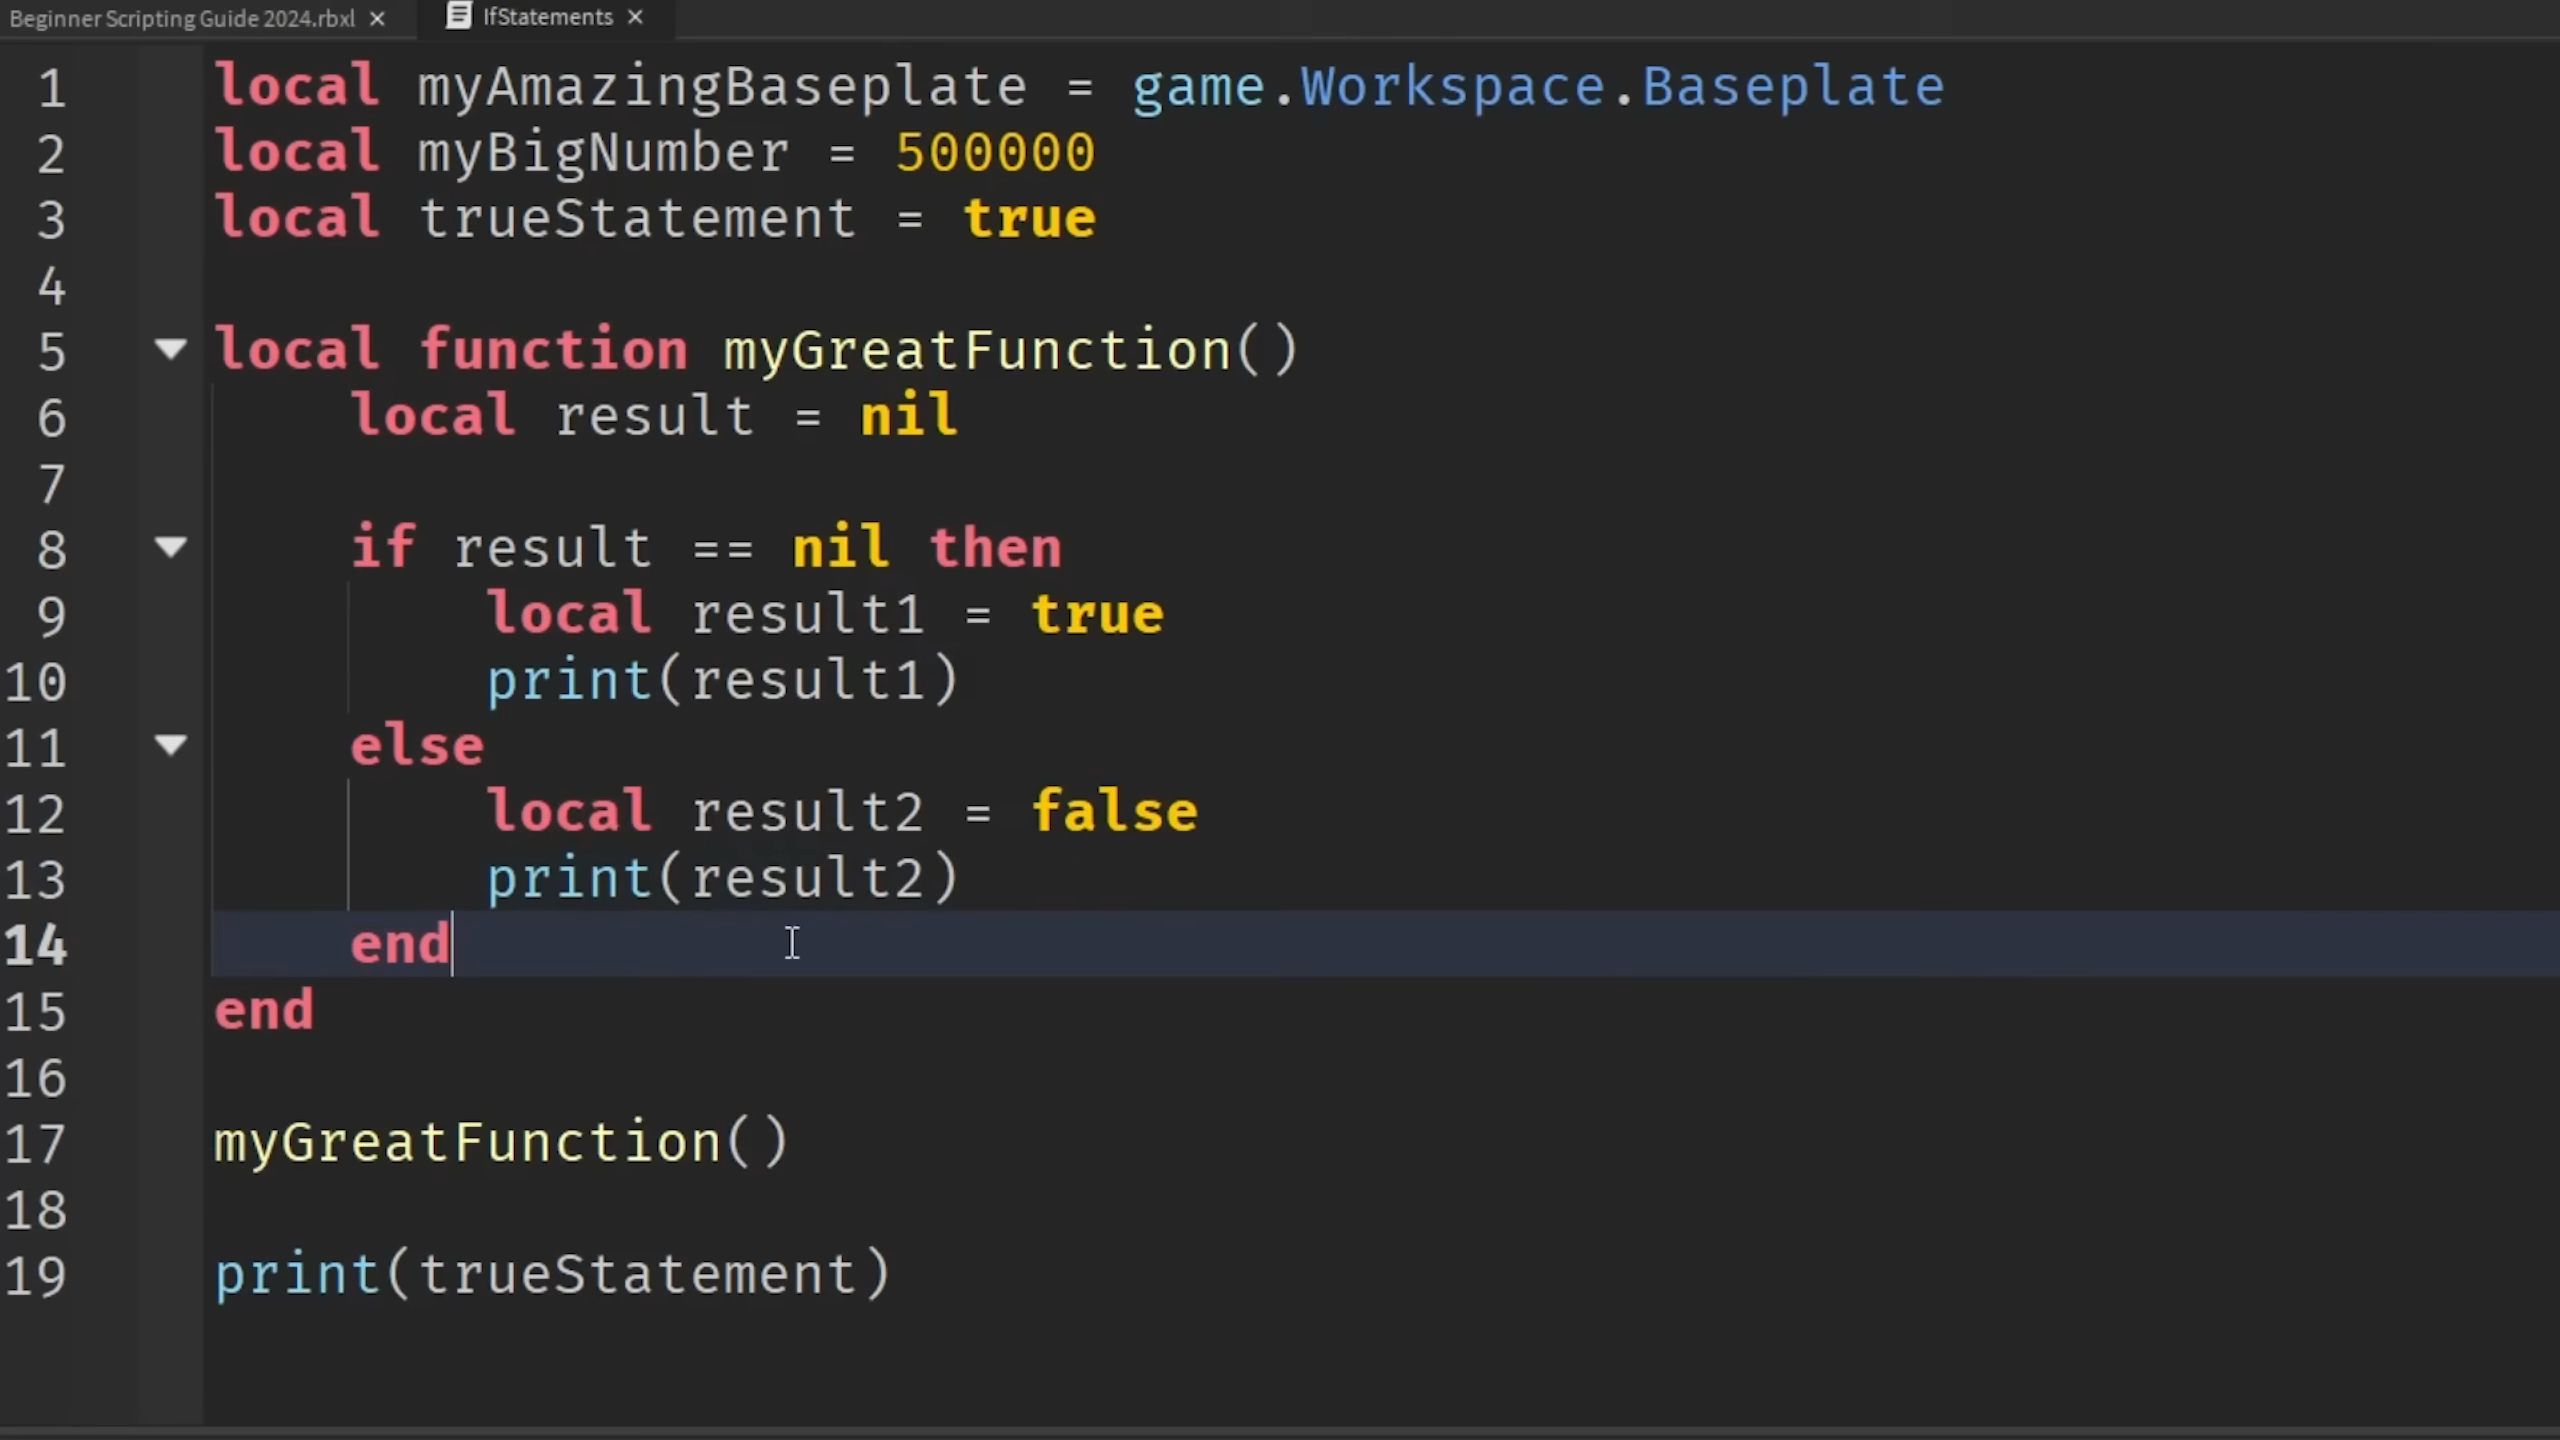 Beginner Scripting Guide 2024.rbxl × IfStatements ×
1 local myAmazingBaseplate = game.Workspace.Baseplate
2 local myBigNumber = 500000
3 local trueStatement = true
4
5 local function myGreatFunction()
6 local result = nil
7
8 if result == nil then
9 local result1 = true
10 print(result1)
11 else
12 local result2 = false
13 print(result2)
14 end
15 end
16
17 myGreatFunction()
18
19 print(trueStatement)